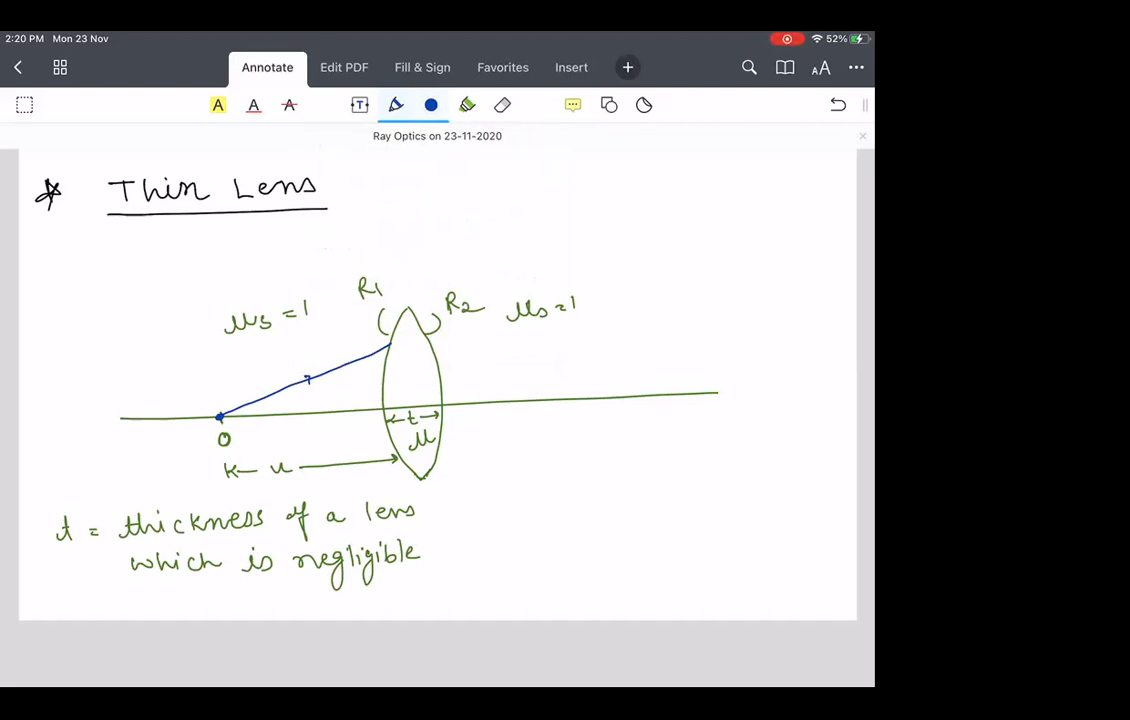 2:20 PM Mon 23 Nov
52%
Annotate Edit PDF Fill & Sign Favorites Insert
A A A T AA
Ray Optics on 23-11-2020
Thin Lens
R1
μs = 1 R2 μs = 1
t
O μ
u
t = thickness of a lens
which is negligible